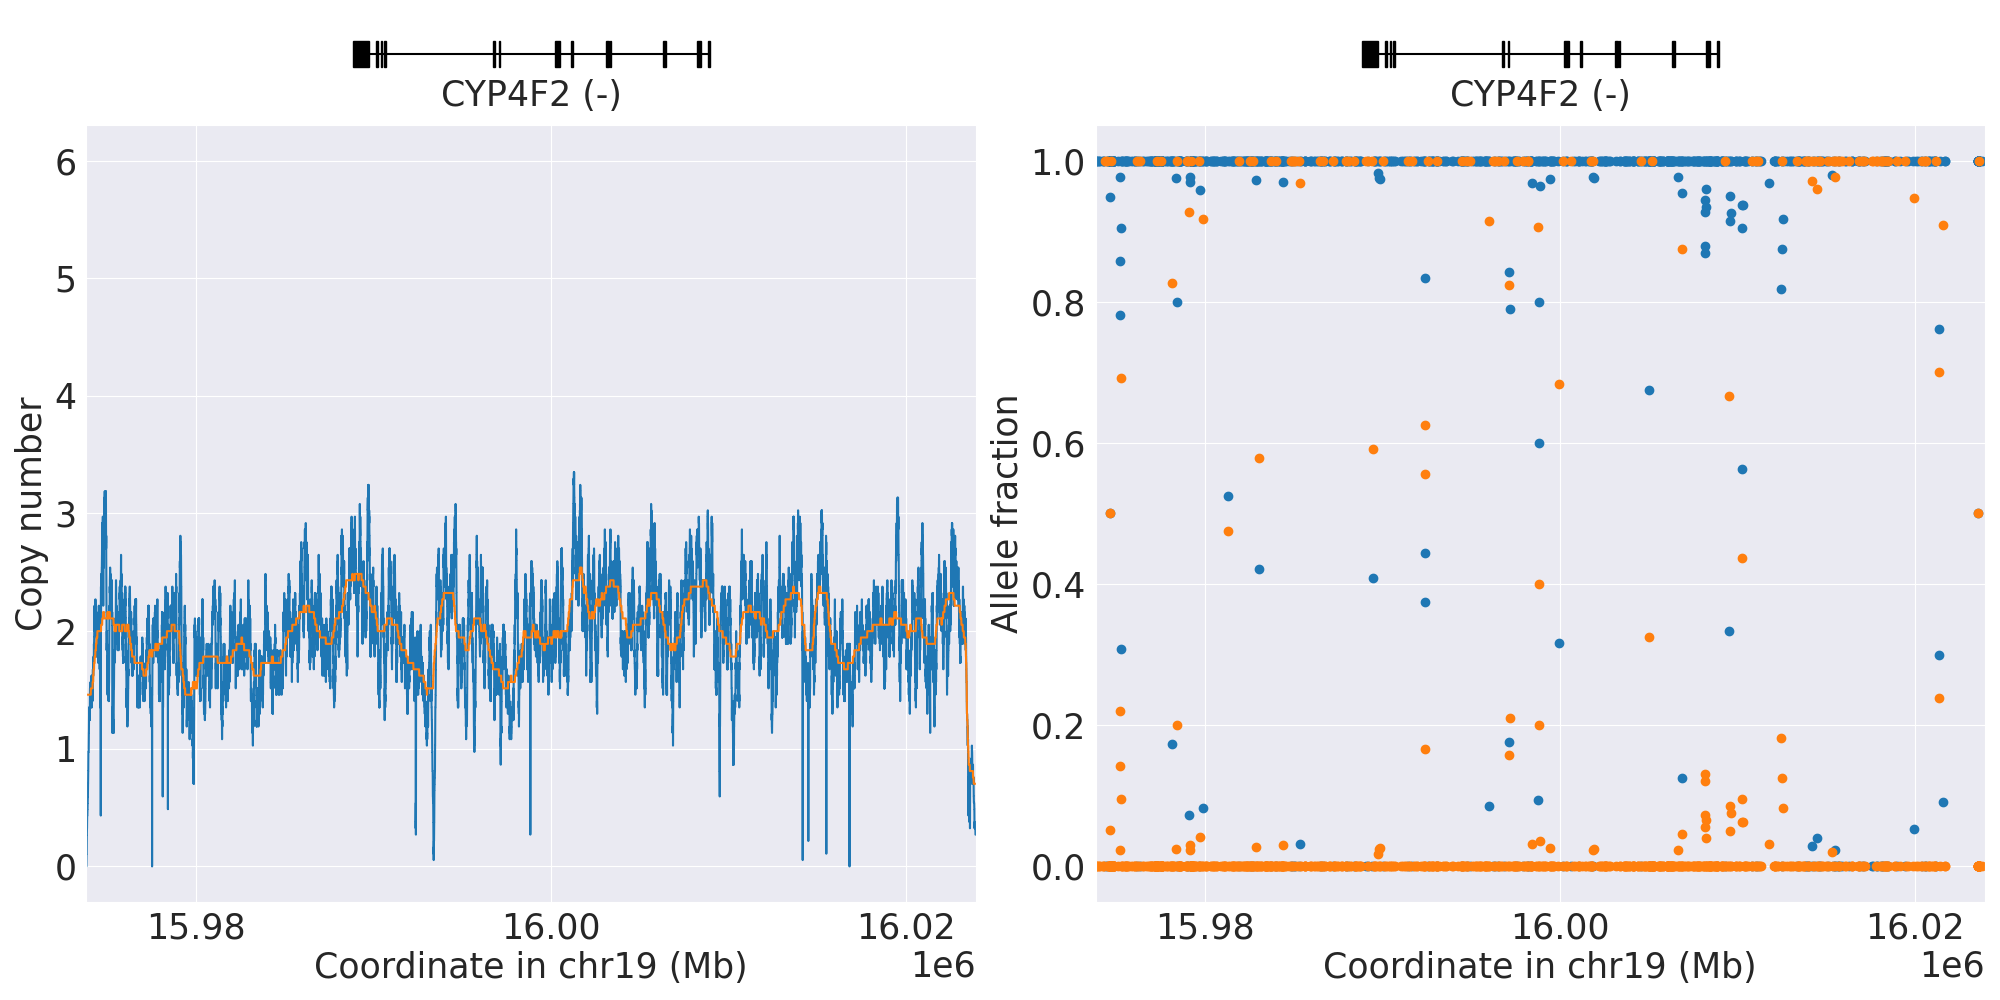 CYP4F2 (-)
6
5
4
3
2
1
0
Copy number
15.98
16.00
16.02
Coordinate in chr19 (Mb)
1e6
CYP4F2 (-)
1.0
0.8
0.6
0.4
0.2
0.0
Allele fraction
15.98
16.00
16.02
Coordinate in chr19 (Mb)
1e6